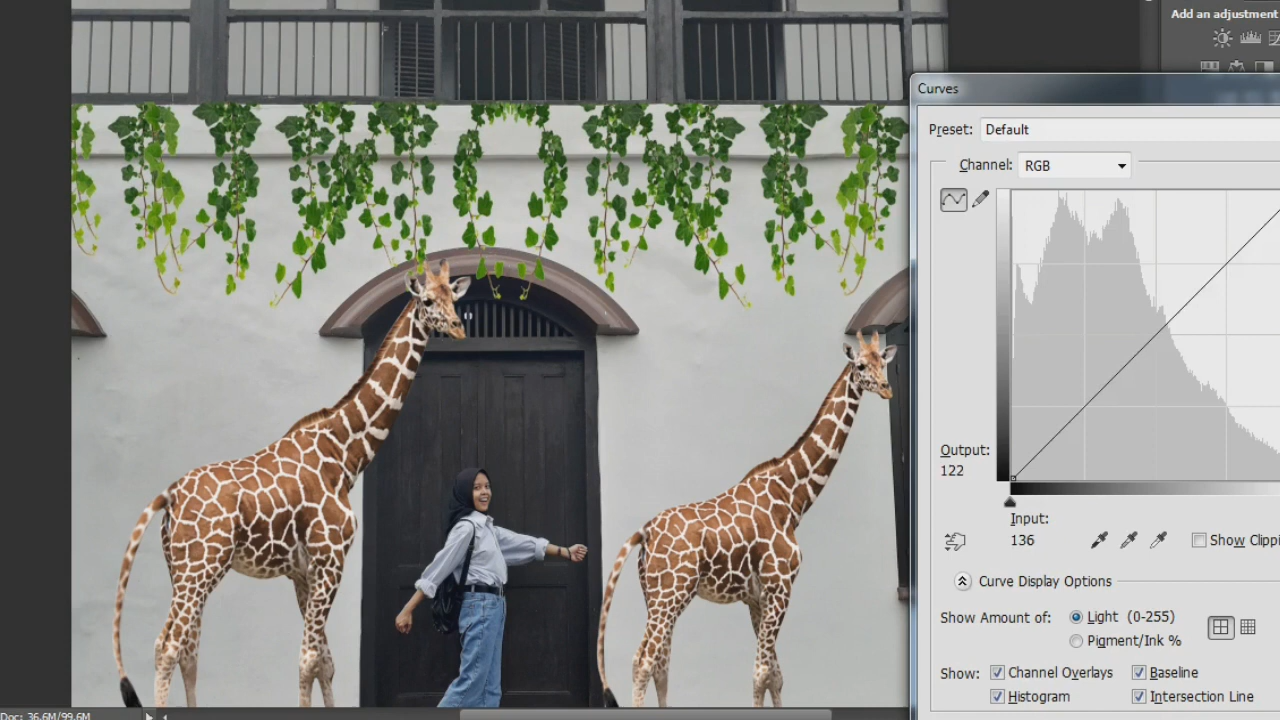 Add an adjustment
Curves
Preset: Default
Channel: RGB
Output:
122
Input:
136
Show Clippi
Curve Display Options
Show Amount of: Light (0-255)
Pigment/Ink %
Show: Channel Overlays Baseline
Histogram Intersection Line
Doc: 36.6M/99.6M